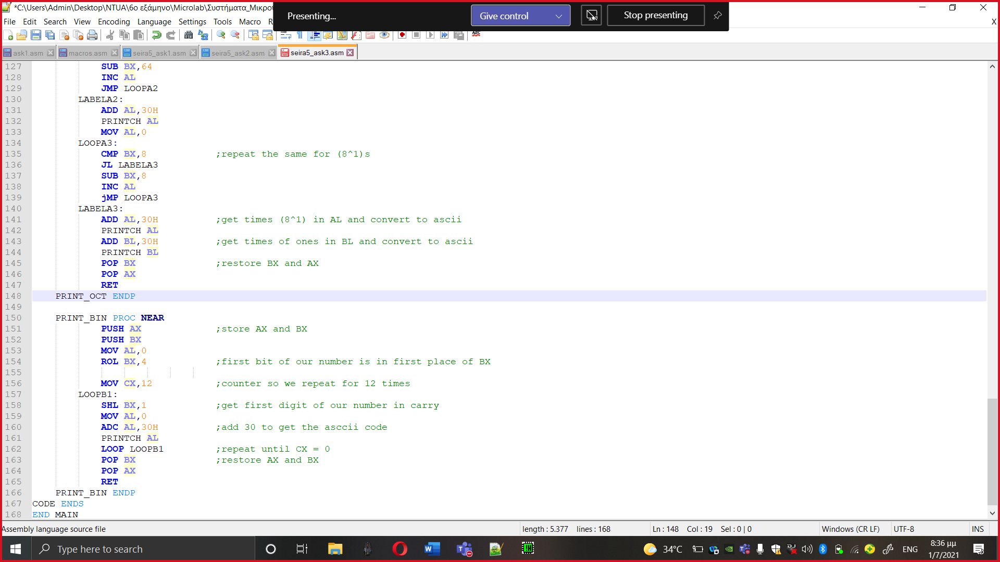 *C:\Users\Admin\Desktop\NTUA\6ο εξάμηνο\Microlab\Συστήματα_Μικροϋ
Presenting...
Give control
Stop presenting
File Edit Search View Encoding Language Settings Tools Macro R
X
ABC
ask1.asm macros.asm seira5_ask1.asm seira5_ask2.asm seira5_ask3.asm
127 SUB BX,64
128 INC AL
129 JMP LOOPA2
130 LABELA2:
131 ADD AL,30H
132 PRINTCH AL
133 MOV AL,0
134 LOOPA3:
135 CMP BX,8 ;repeat the same for (8^1)s
136 JL LABELA3
137 SUB BX,8
138 INC AL
139 jMP LOOPA3
140 LABELA3:
141 ADD AL,30H ;get times (8^1) in AL and convert to ascii
142 PRINTCH AL
143 ADD BL,30H ;get times of ones in BL and convert to ascii
144 PRINTCH BL
145 POP BX ;restore BX and AX
146 POP AX
147 RET
148 PRINT_OCT ENDP
149
150 PRINT_BIN PROC NEAR
151 PUSH AX ;store AX and BX
152 PUSH BX
153 MOV AL,0
154 ROL BX,4 ;first bit of our number is in first place of BX
155
156 MOV CX,12 ;counter so we repeat for 12 times
157 LOOPB1:
158 SHL BX,1 ;get first digit of our number in carry
159 MOV AL,0
160 ADC AL,30H ;add 30 to get the asccii code
161 PRINTCH AL
162 LOOP LOOPB1 ;repeat until CX = 0
163 POP BX ;restore AX and BX
164 POP AX
165 RET
166 PRINT_BIN ENDP
167 CODE ENDS
168 END MAIN
Assembly language source file length : 5.377 lines : 168 Ln : 148 Col : 19 Sel : 0 | 0 Windows (CR LF) UTF-8 INS
Type here to search
34°C
ENG
8:36 μμ
1/7/2021